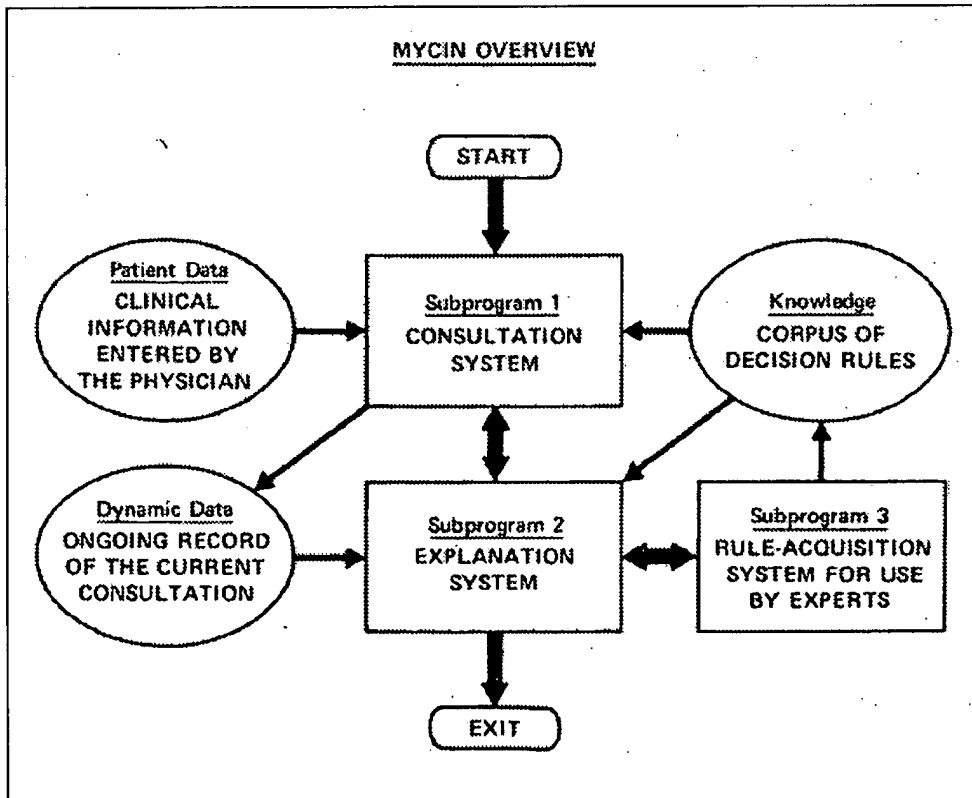 MYCIN OVERVIEW
START
Patient Data
CLINICAL
INFORMATION
ENTERED BY
THE PHYSICIAN
Subprogram 1
CONSULTATION
SYSTEM
Knowledge
CORPUS OF
DECISION RULES
Dynamic Data
ONGOING RECORD
OF THE CURRENT
CONSULTATION
Subprogram 2
EXPLANATION
SYSTEM
Subprogram 3
RULE-ACQUISITION
SYSTEM FOR USE
BY EXPERTS
EXIT